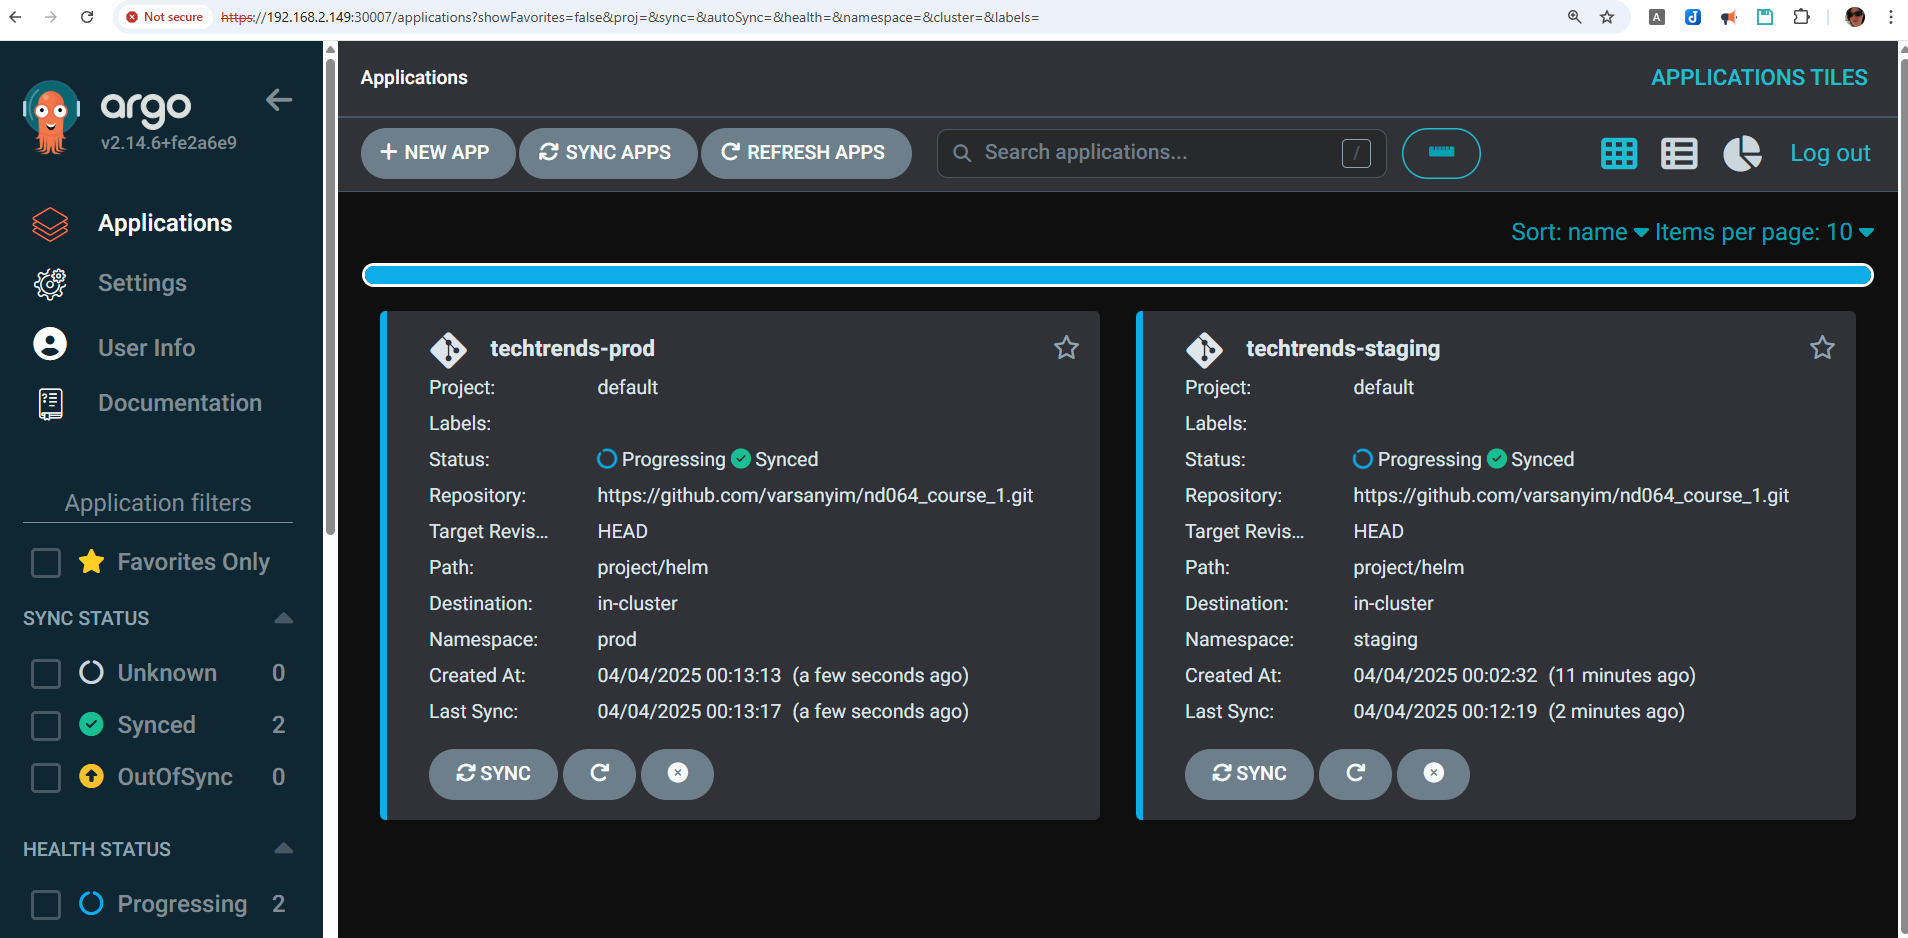 Not secure https://192.168.2.149:30007/applications?showFavorites=false&proj=&sync=&autoSync=&health=&namespace=&cluster=&labels=
A
argo
v2.14.6+fe2a6e9
Applications
Settings
User Info
Documentation
Application filters
Favorites Only
SYNC STATUS
Unknown 0
Synced 2
OutOfSync 0
HEALTH STATUS
Progressing 2
Applications
APPLICATIONS TILES
NEW APP SYNC APPS REFRESH APPS Search applications... / Log out
Sort: name Items per page: 10
techtrends-prod
Project: default
Labels:
Status: Progressing Synced
Repository: https://github.com/varsanyim/nd064_course_1.git
Target Revis... HEAD
Path: project/helm
Destination: in-cluster
Namespace: prod
Created At: 04/04/2025 00:13:13 (a few seconds ago)
Last Sync: 04/04/2025 00:13:17 (a few seconds ago)
SYNC
techtrends-staging
Project: default
Labels:
Status: Progressing Synced
Repository: https://github.com/varsanyim/nd064_course_1.git
Target Revis... HEAD
Path: project/helm
Destination: in-cluster
Namespace: staging
Created At: 04/04/2025 00:02:32 (11 minutes ago)
Last Sync: 04/04/2025 00:12:19 (2 minutes ago)
SYNC